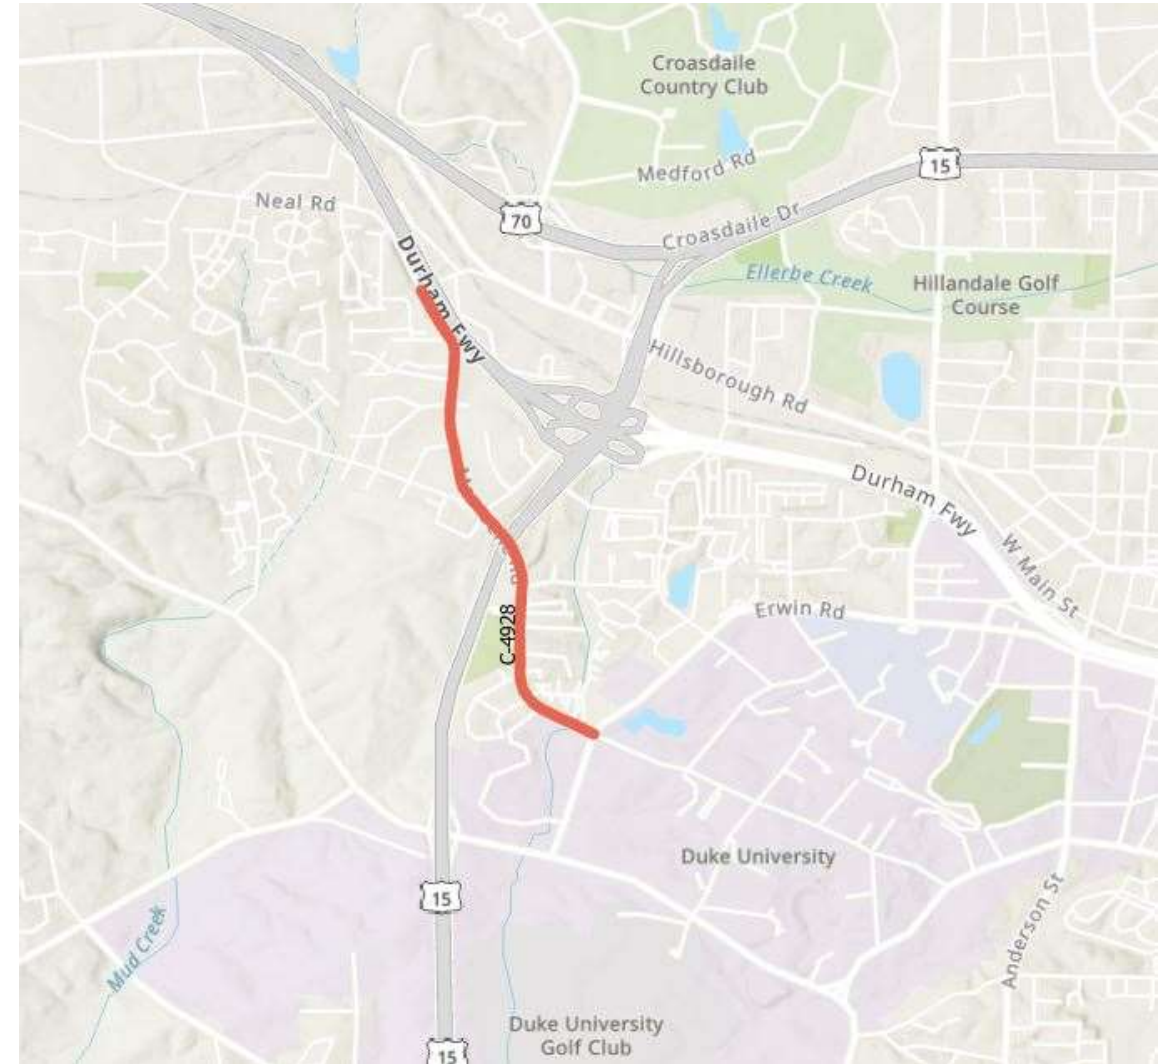 Croasdaile
Country Club
Medford Rd
15
Neal Rd
70
Croasdaile Dr
Durham Fwy
Ellerbe Creek
Hillandale Golf
Course
Hillsborough Rd
Durham Fwy
W Main St
C-4928
Erwin Rd
Duke University
15
Anderson St
Mud Creek
Duke University
Golf Club
15